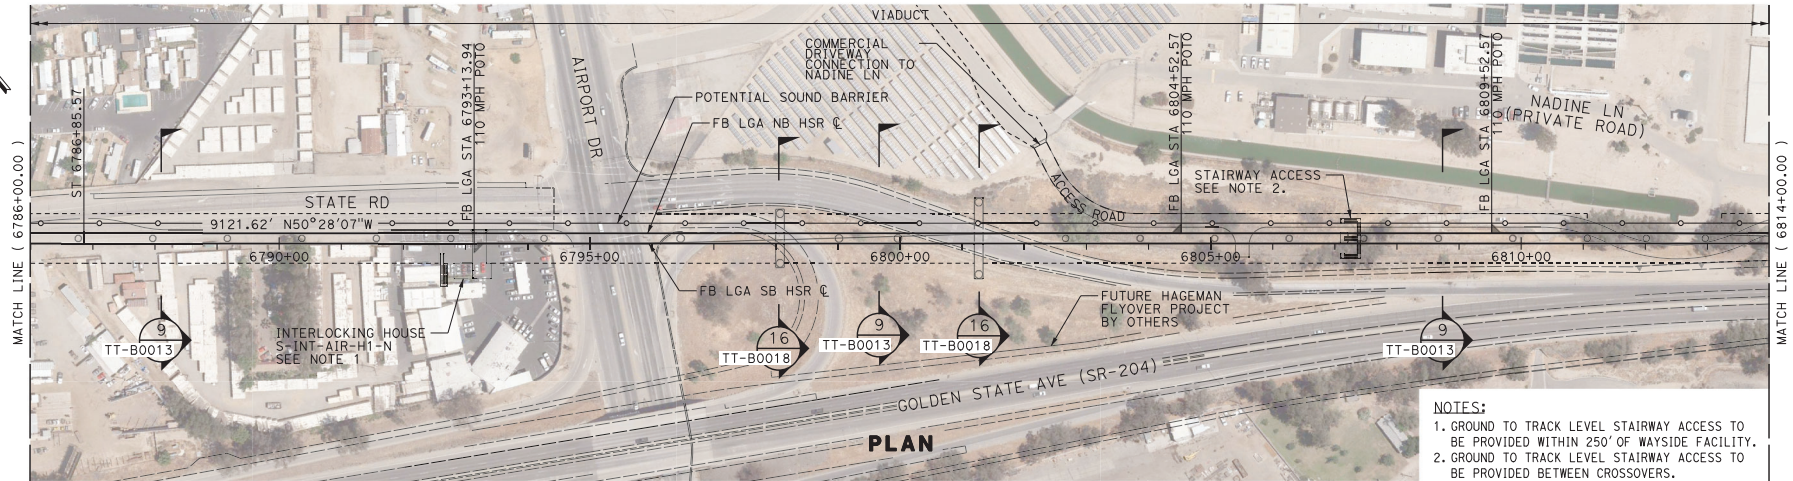 VIADUCT
MATCH LINE ( 6786+00.00 )
ST 6786+85.57
FB LGA STA 6793+13.94
110 MPH POTO
AIRPORT DR
COMMERCIAL
DRIVEWAY
CONNECTION TO
NADINE LN
POTENTIAL SOUND BARRIER
FB LGA NB HSR ℄
FB LGA STA 6804+52.57
110 MPH POTO
FB LGA STA 6809+52.57
110 MPH POTO
NADINE LN
(PRIVATE ROAD)
MATCH LINE ( 6814+00.00 )
STAIRWAY ACCESS
SEE NOTE 2.
ACCESS ROAD
STATE RD
9121.62' N50°28'07"W
6790+00
6795+00
6800+00
6805+00
6810+00
FB LGA SB HSR ℄
FUTURE HAGEMAN
FLYOVER PROJECT
BY OTHERS
INTERLOCKING HOUSE
S-INT-AIR-H1-N
SEE NOTE 1
9
TT-B0013
16
TT-B0018
9
TT-B0013
16
TT-B0018
9
TT-B0013
GOLDEN STATE AVE (SR-204)
PLAN
NOTES:
1. GROUND TO TRACK LEVEL STAIRWAY ACCESS TO
BE PROVIDED WITHIN 250' OF WAYSIDE FACILITY.
2. GROUND TO TRACK LEVEL STAIRWAY ACCESS TO
BE PROVIDED BETWEEN CROSSOVERS.